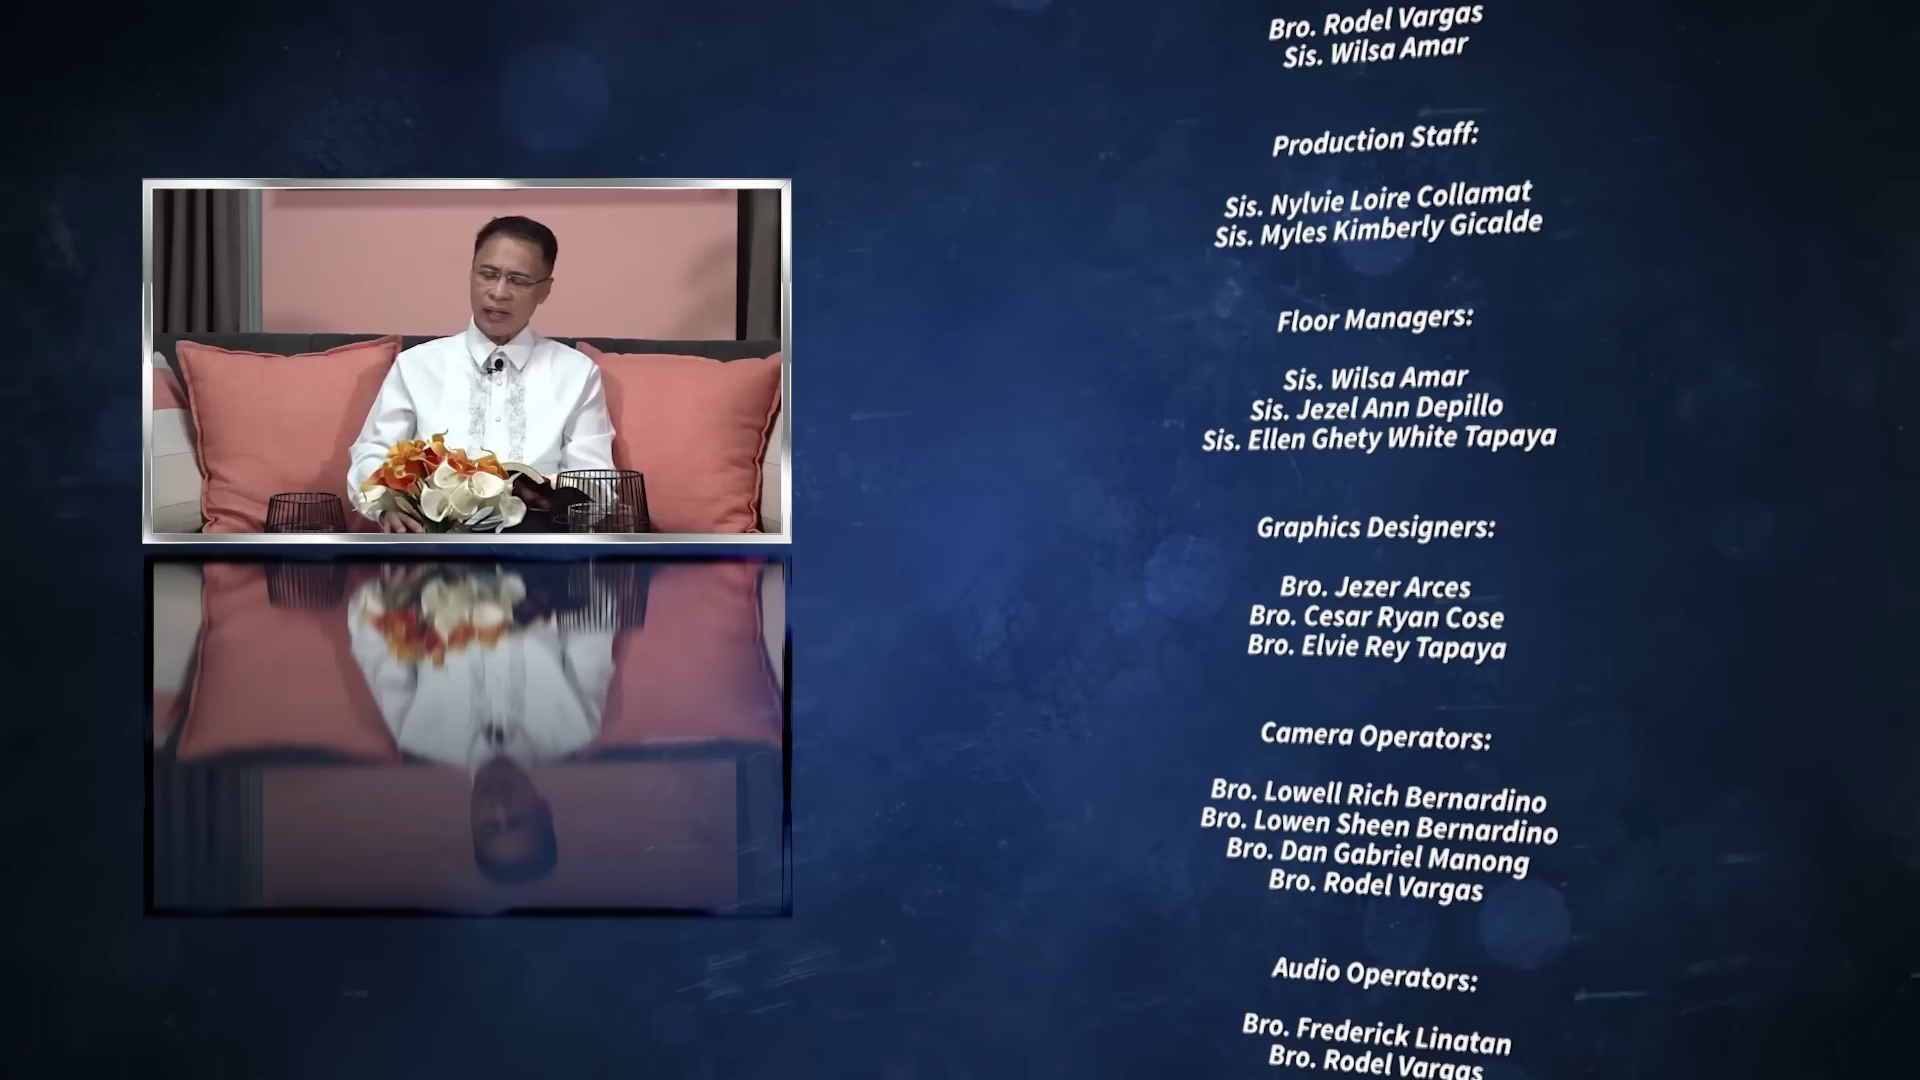 Bro. Rodel Vargas
Sis. Wilsa Amar
Production Staff:
Sis. Nylvie Loire Collamat
Sis. Myles Kimberly Gicalde
Floor Managers:
Sis. Wilsa Amar
Sis. Jezel Ann Depillo
Sis. Ellen Ghety White Tapaya
Graphics Designers:
Bro. Jezer Arces
Bro. Cesar Ryan Cose
Bro. Elvie Rey Tapaya
Camera Operators:
Bro. Lowell Rich Bernardino
Bro. Lowen Sheen Bernardino
Bro. Dan Gabriel Manong
Bro. Rodel Vargas
Audio Operators:
Bro. Frederick Linatan
Bro. Rodel Vargas